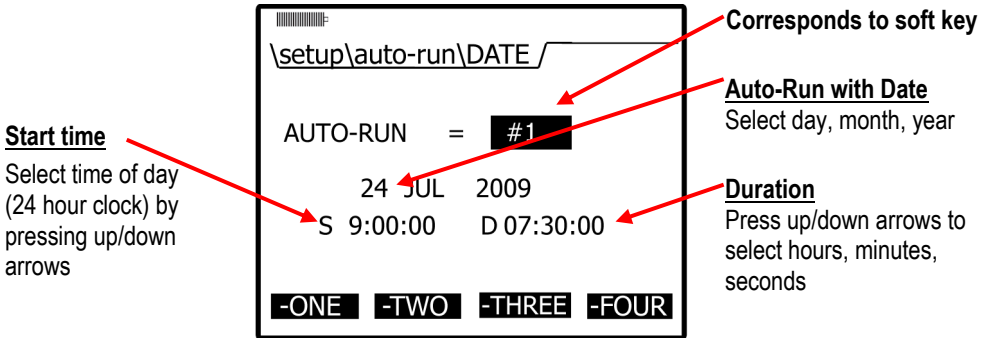 \setup\auto-run\DATE
AUTO-RUN = #1
24 JUL 2009
S 9:00:00 D 07:30:00
-ONE -TWO -THREE -FOUR
Start time
Select time of day
(24 hour clock) by
pressing up/down
arrows
Corresponds to soft key
Auto-Run with Date
Select day, month, year
Duration
Press up/down arrows to
select hours, minutes,
seconds